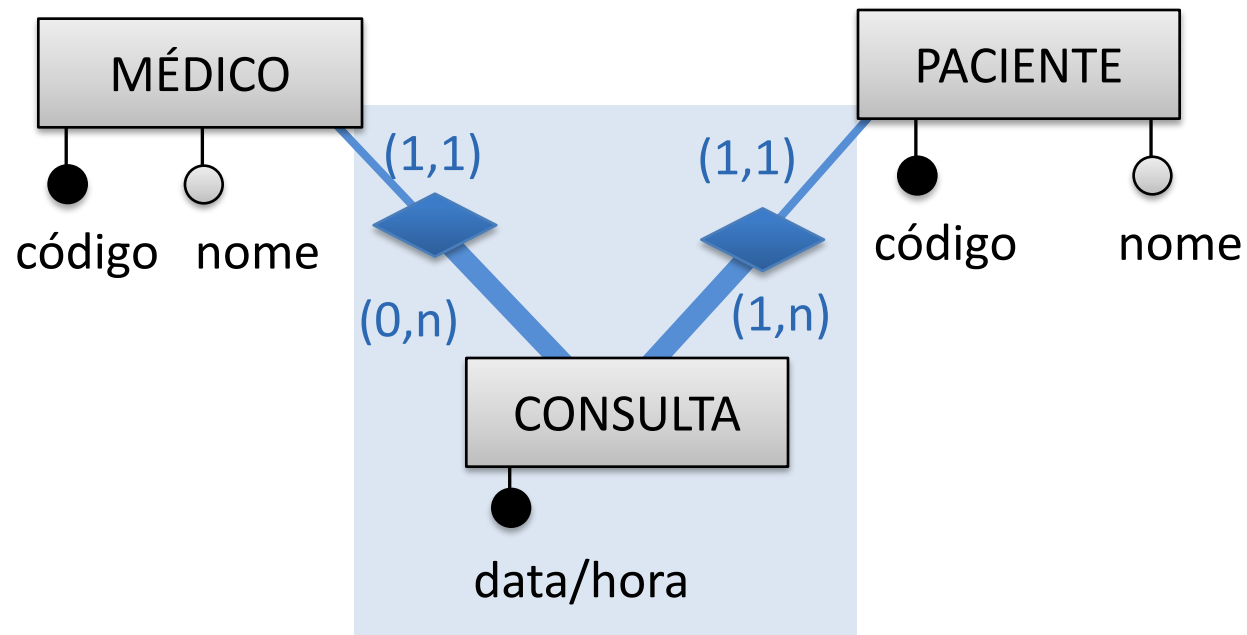 MÉDICO
PACIENTE
(1,1)
(1,1)
código
nome
código
nome
(0,n)
(1,n)
CONSULTA
data/hora